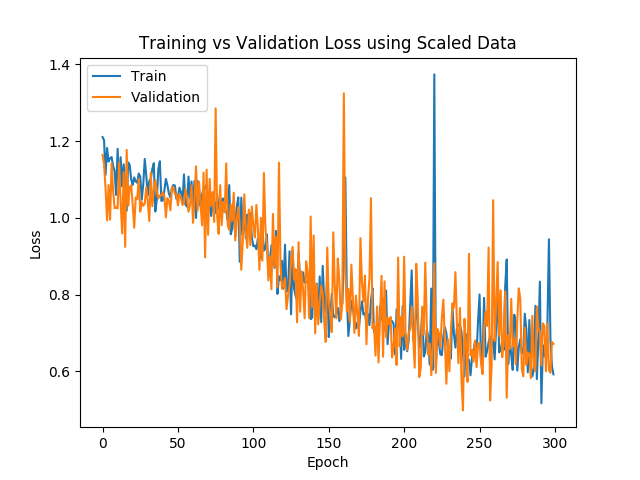 Training vs Validation Loss using Scaled Data
Train
Validation
1.4
1.2
1.0
0.8
0.6
Loss
0 50 100 150 200 250 300
Epoch